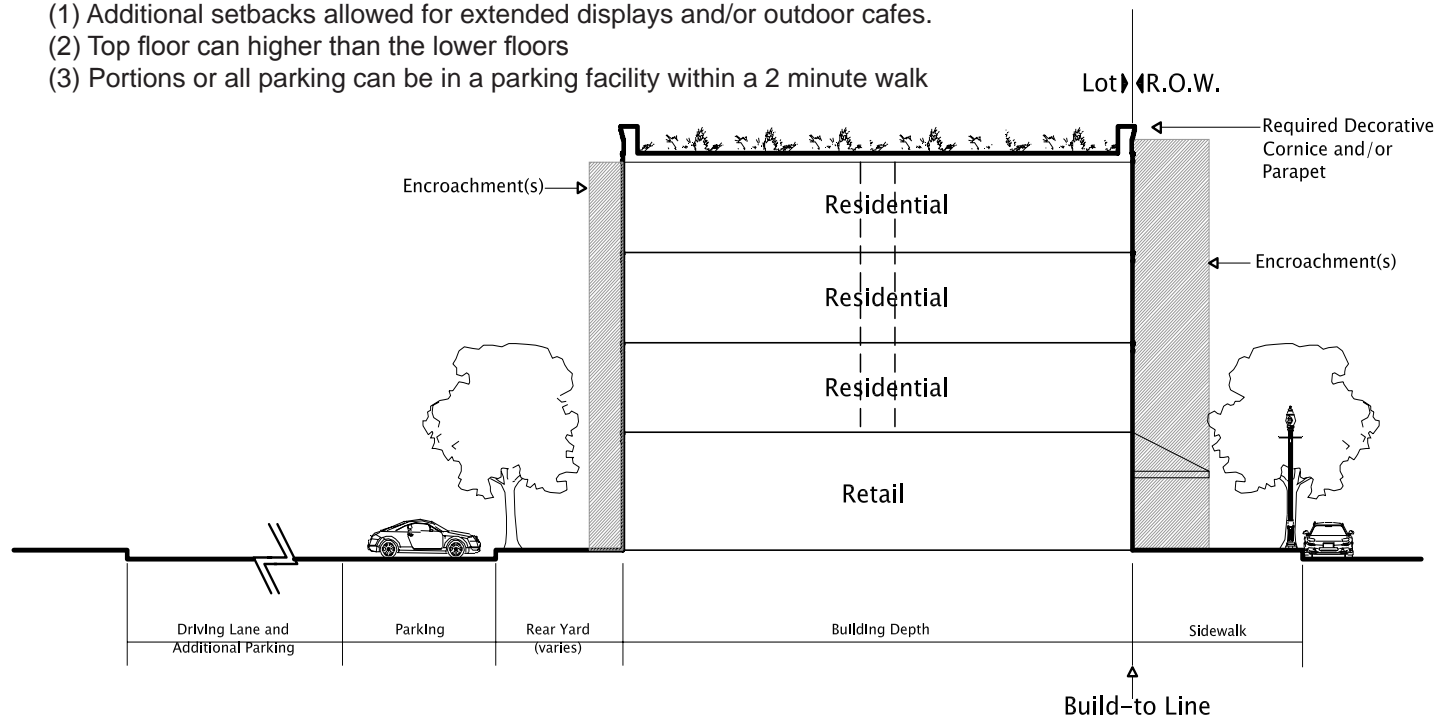 (1) Additional setbacks allowed for extended displays and/or outdoor cafes.
(2) Top floor can higher than the lower floors
(3) Portions or all parking can be in a parking facility within a 2 minute walk
Lot R.O.W.
Required Decorative
Cornice and/or
Parapet
Encroachment(s)
Residential
Encroachment(s)
Residential
Residential
Retail
Driving Lane and
Additional Parking
Parking
Rear Yard
(varies)
Building Depth
Sidewalk
Build-to Line